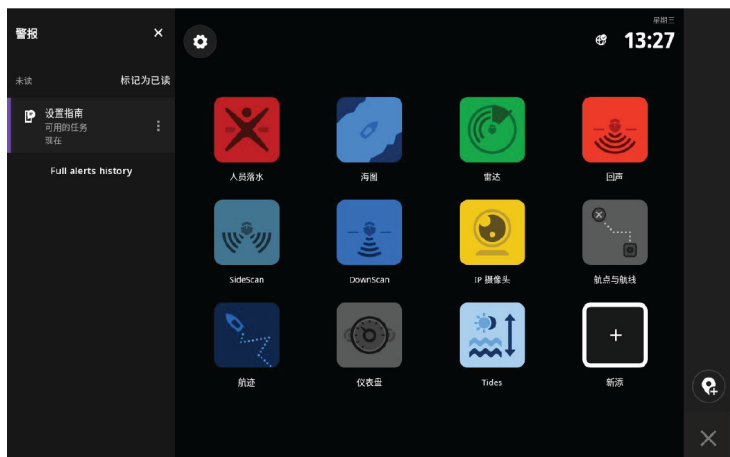 警报
未读
标记为已读
设置指南
可用的任务
现在
Full alerts history
星期三
13:27
人员落水
海图
雷达
回声
SideScan
DownScan
IP 摄像头
航点与航线
航迹
仪表盘
Tides
新添